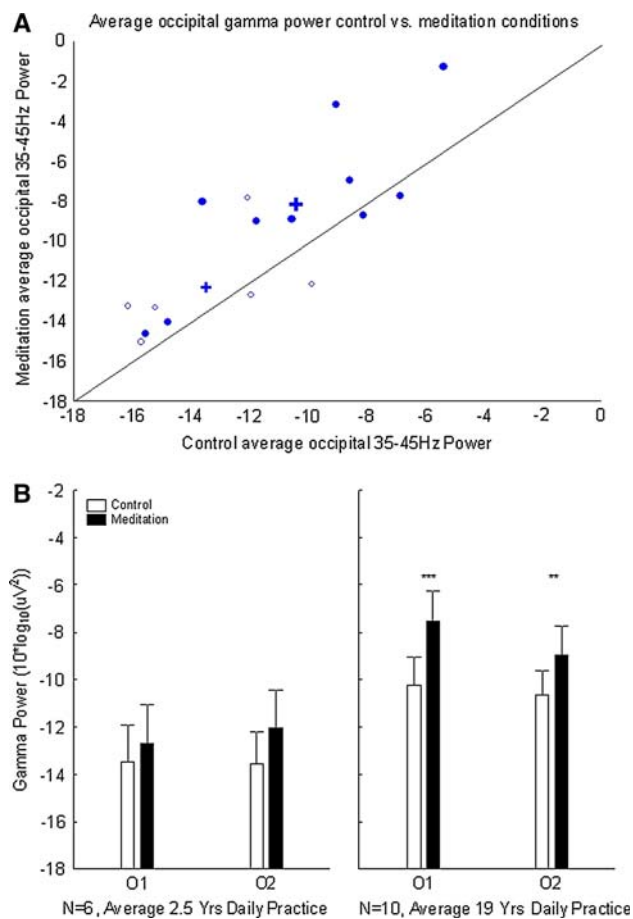 A
Average occipital gamma power control vs. meditation conditions
Meditation average occipital 35-45Hz Power
0
-2
-4
-6
-8
-10
-12
-14
-16
-18
-18 -16 -14 -12 -10 -8 -6 -4 -2 0
Control average occipital 35-45Hz Power
B
Gamma Power (10*log10(uV²))
-2
-4
-6
-8
-10
-12
-14
-16
-18
Control
Meditation
*** **
O1 O2 O1 O2
N=6, Average 2.5 Yrs Daily Practice N=10, Average 19 Yrs Daily Practice